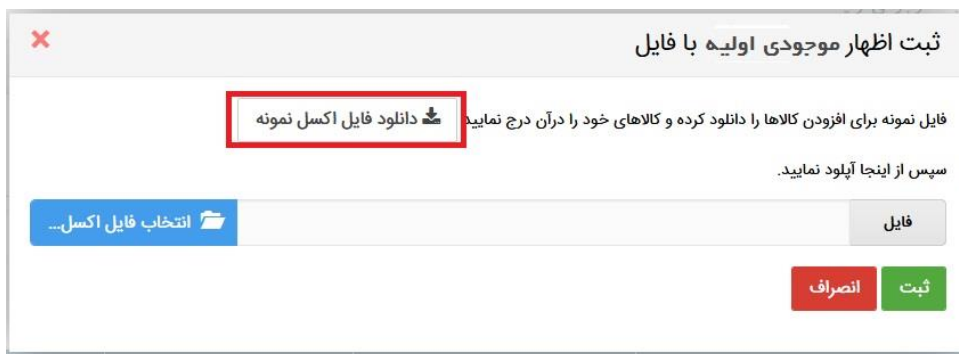 ثبت اظهار موجودی اولیه با فایل
فایل نمونه برای افزودن کالاها را دانلود کرده و کالاهای خود را درآن درج نمایید دانلود فایل اکسل نمونه
سپس از اینجا آپلود نمایید.
فایل انتخاب فایل اکسل...
ثبت انصراف